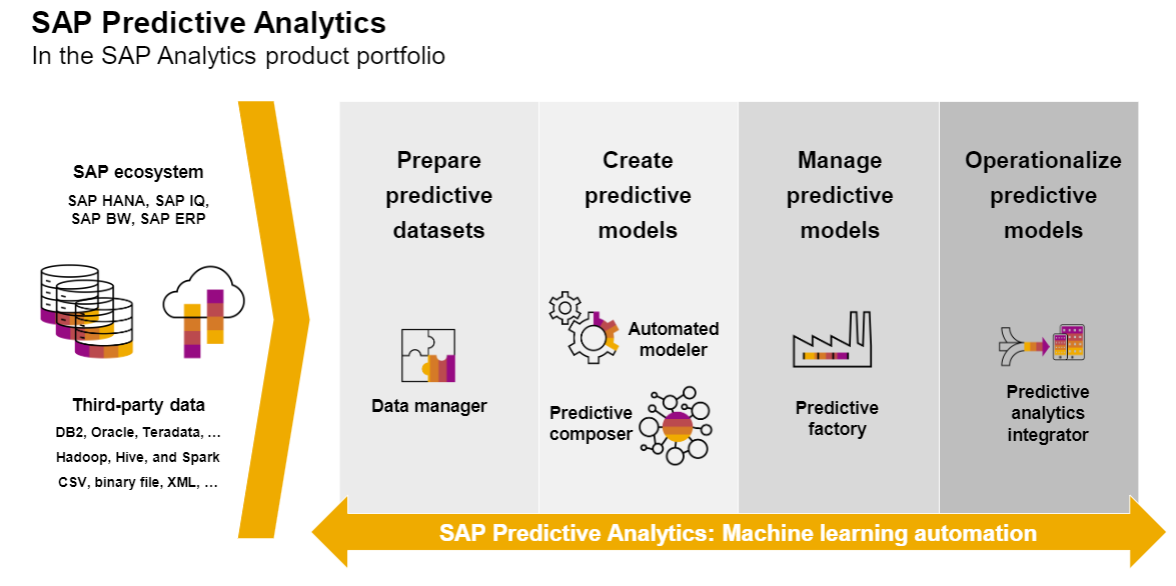 SAP Predictive Analytics
In the SAP Analytics product portfolio
SAP ecosystem
SAP HANA, SAP IQ,
SAP BW, SAP ERP
Third-party data
DB2, Oracle, Teradata, …
Hadoop, Hive, and Spark
CSV, binary file, XML, …
Prepare
predictive
datasets
Data manager
Create
predictive
models
Automated
modeler
Predictive
composer
Manage
predictive
models
Predictive
factory
Operationalize
predictive
models
Predictive
analytics
integrator
SAP Predictive Analytics: Machine learning automation